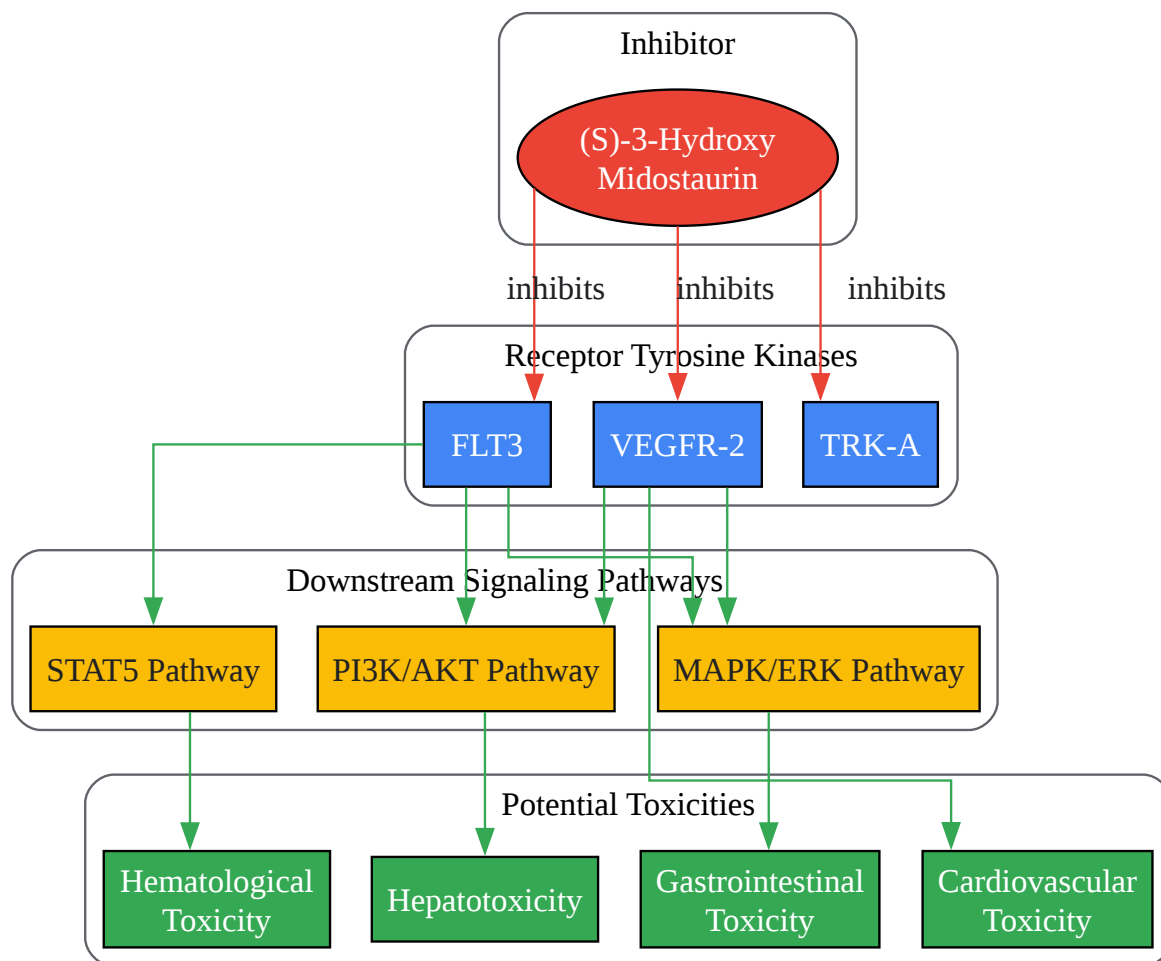 Inhibitor
(S)-3-Hydroxy
Midostaurin
inhibits
inhibits
inhibits
Receptor Tyrosine Kinases
FLT3
VEGFR-2
TRK-A
Downstream Signaling Pathways
STAT5 Pathway
PI3K/AKT Pathway
MAPK/ERK Pathway
Potential Toxicities
Hematological
Toxicity
Hepatotoxicity
Gastrointestinal
Toxicity
Cardiovascular
Toxicity